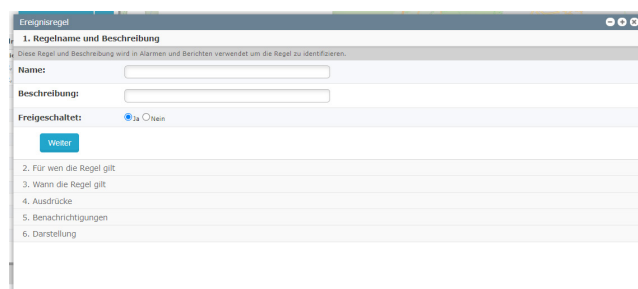 Ereignisregel
1. Regelname und Beschreibung
Diese Regel und Beschreibung wird in Alarmen und Berichten verwendet um die Regel zu identifizieren.
Name:
Beschreibung:
Freigeschaltet: Ja Nein
Weiter
2. Für wen die Regel gilt
3. Wann die Regel gilt
4. Ausdrücke
5. Benachrichtigungen
6. Darstellung